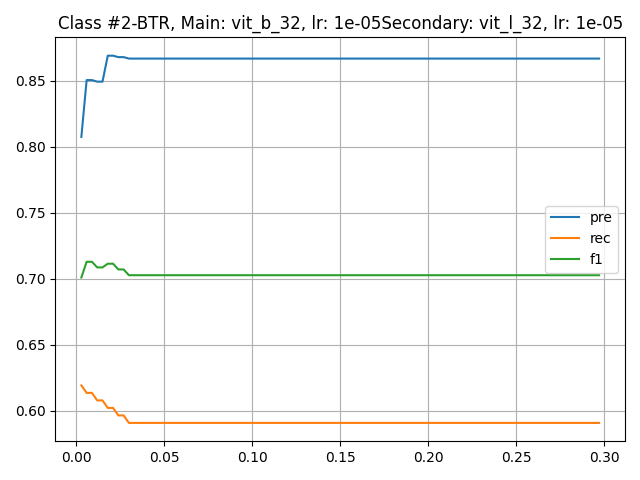 Class #2-BTR, Main: vit_b_32, lr: 1e-05Secondary: vit_l_32, lr: 1e-05
0.85
0.80
0.75
0.70
0.65
0.60
pre
rec
f1
0.00 0.05 0.10 0.15 0.20 0.25 0.30